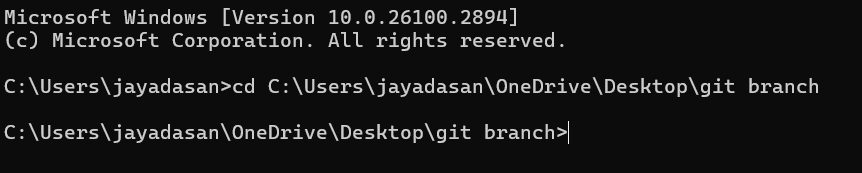 Microsoft Windows [Version 10.0.26100.2894]
(c) Microsoft Corporation. All rights reserved.
C:\Users\jayadasan>cd C:\Users\jayadasan\OneDrive\Desktop\git branch
C:\Users\jayadasan\OneDrive\Desktop\git branch>